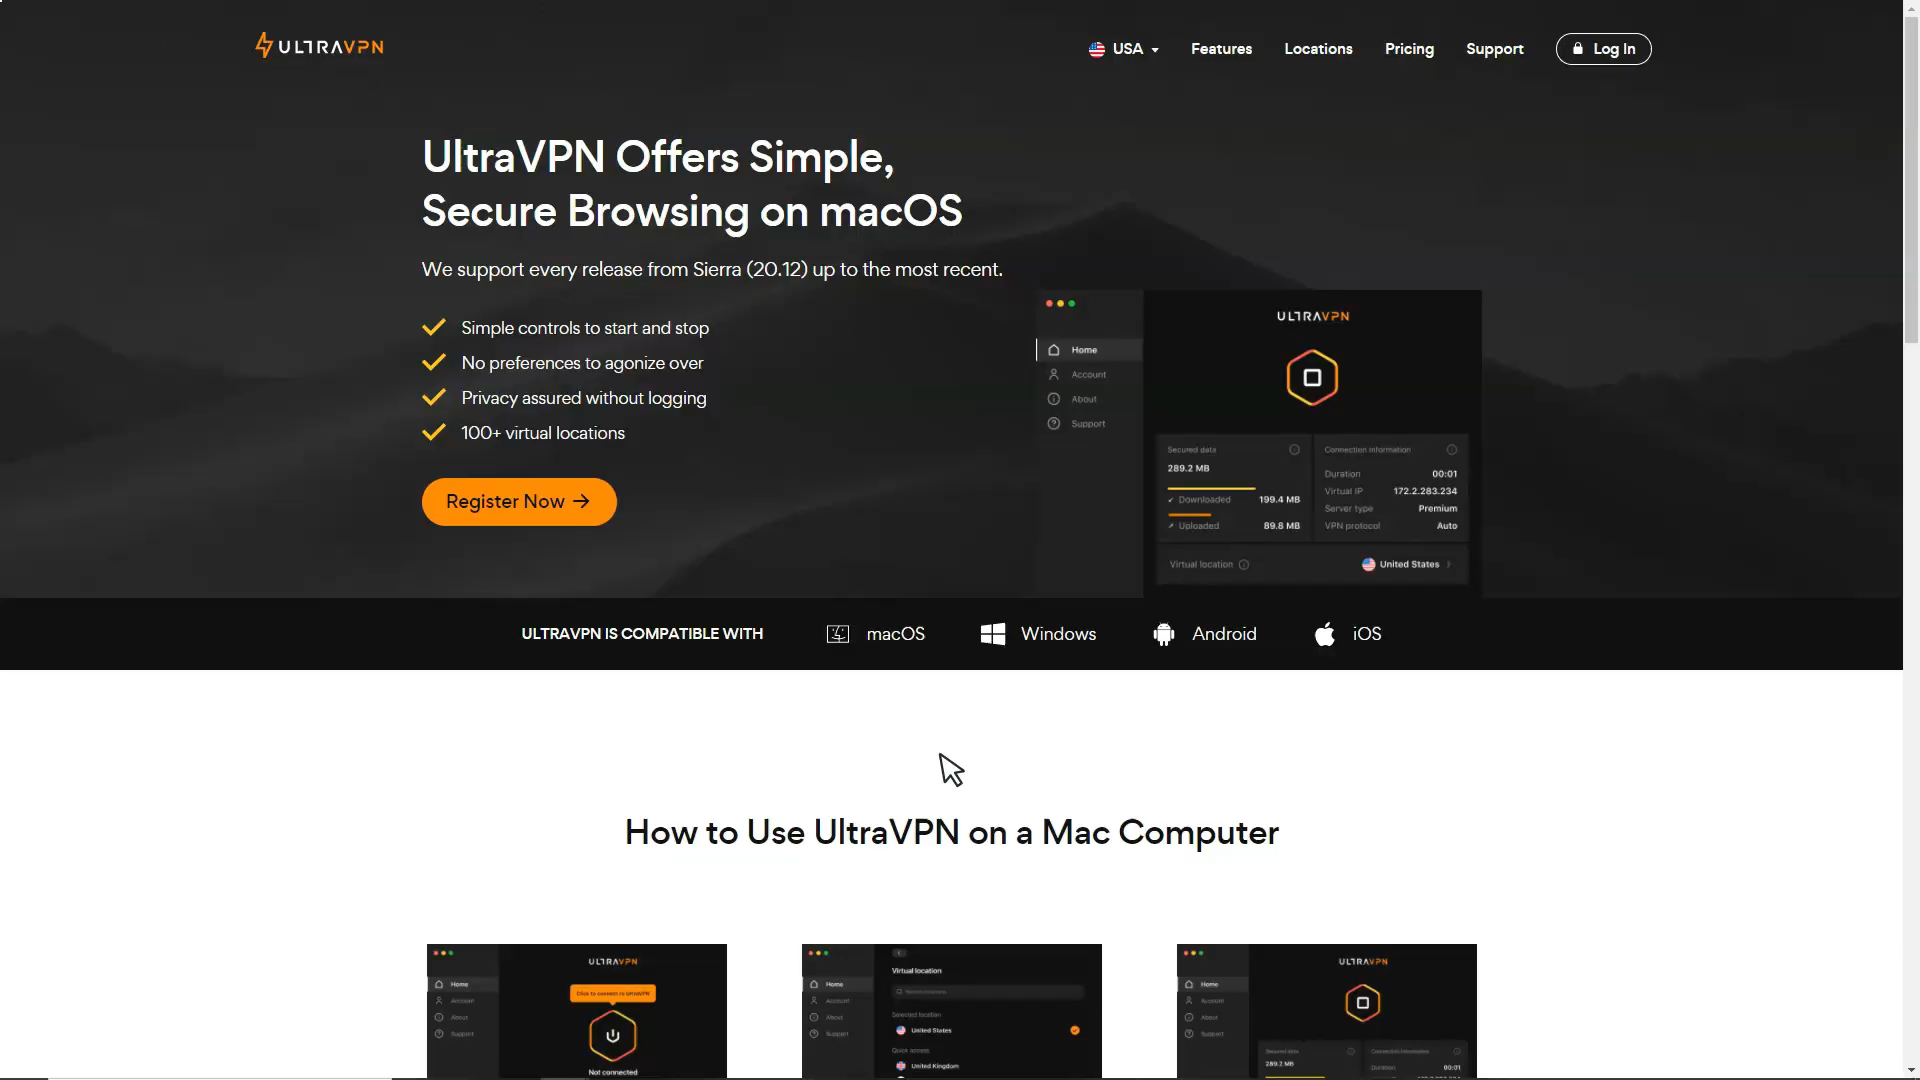 ULTRAVPN
USA
Features
Locations
Pricing
Support
Log In
UltraVPN Offers Simple,
Secure Browsing on macOS
We support every release from Sierra (20.12) up to the most recent.
Simple controls to start and stop
No preferences to agonize over
Privacy assured without logging
100+ virtual locations
Register Now →
ULTRAVPN
Home
Account
About
Support
Secured data
289.2 MB
Downloaded 199.4 MB
Uploaded 89.8 MB
Connection information
Duration 00:01
Virtual IP 172.2.283.234
Server type Premium
VPN protocol Auto
Virtual location United States
ULTRAVPN IS COMPATIBLE WITH
macOS
Windows
Android
iOS
How to Use UltraVPN on a Mac Computer
ULTRAVPN
Home
Account
About
Support
Click to connect to UltraVPN
Not connected
Home
Account
About
Support
Virtual location
Selected location
United States
Quick access
United Kingdom
ULTRAVPN
Home
Account
About
Support
Secured data
289.2 MB
Connection information
Duration 00:01